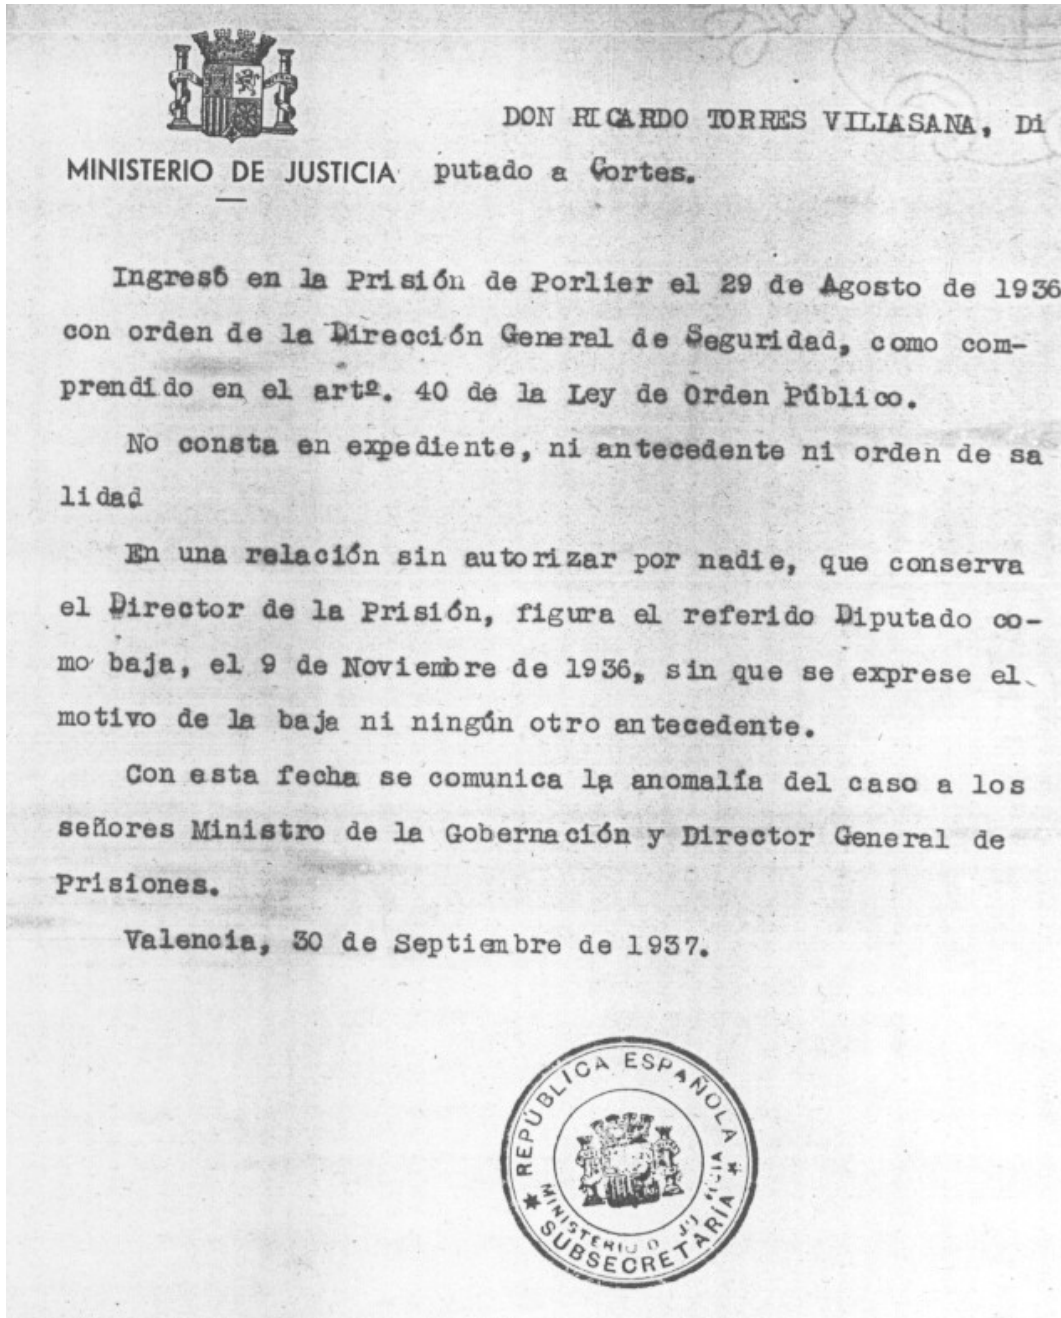 DON RICARDO TORRES VILLASANA, Di
MINISTERIO DE JUSTICIA putado a Cortes.
Ingresó en la Prisión de Porlier el 29 de Agosto de 1936
con orden de la Dirección General de Seguridad, como com-
prendido en el artº. 40 de la Ley de Orden Público.
No consta en expediente, ni antecedente ni orden de sa
lidad
En una relación sin autorizar por nadie, que conserva
el Director de la Prisión, figura el referido Diputado co-
mo baja, el 9 de Noviembre de 1936, sin que se exprese el
motivo de la baja ni ningún otro antecedente.
Con esta fecha se comunica la anomalía del caso a los
señores Ministro de la Gobernación y Director General de
Prisiones.
Valencia, 30 de Septiembre de 1937.
REPÚBLICA ESPAÑOLA
MINISTERIO D
SUBSECRETARÍA